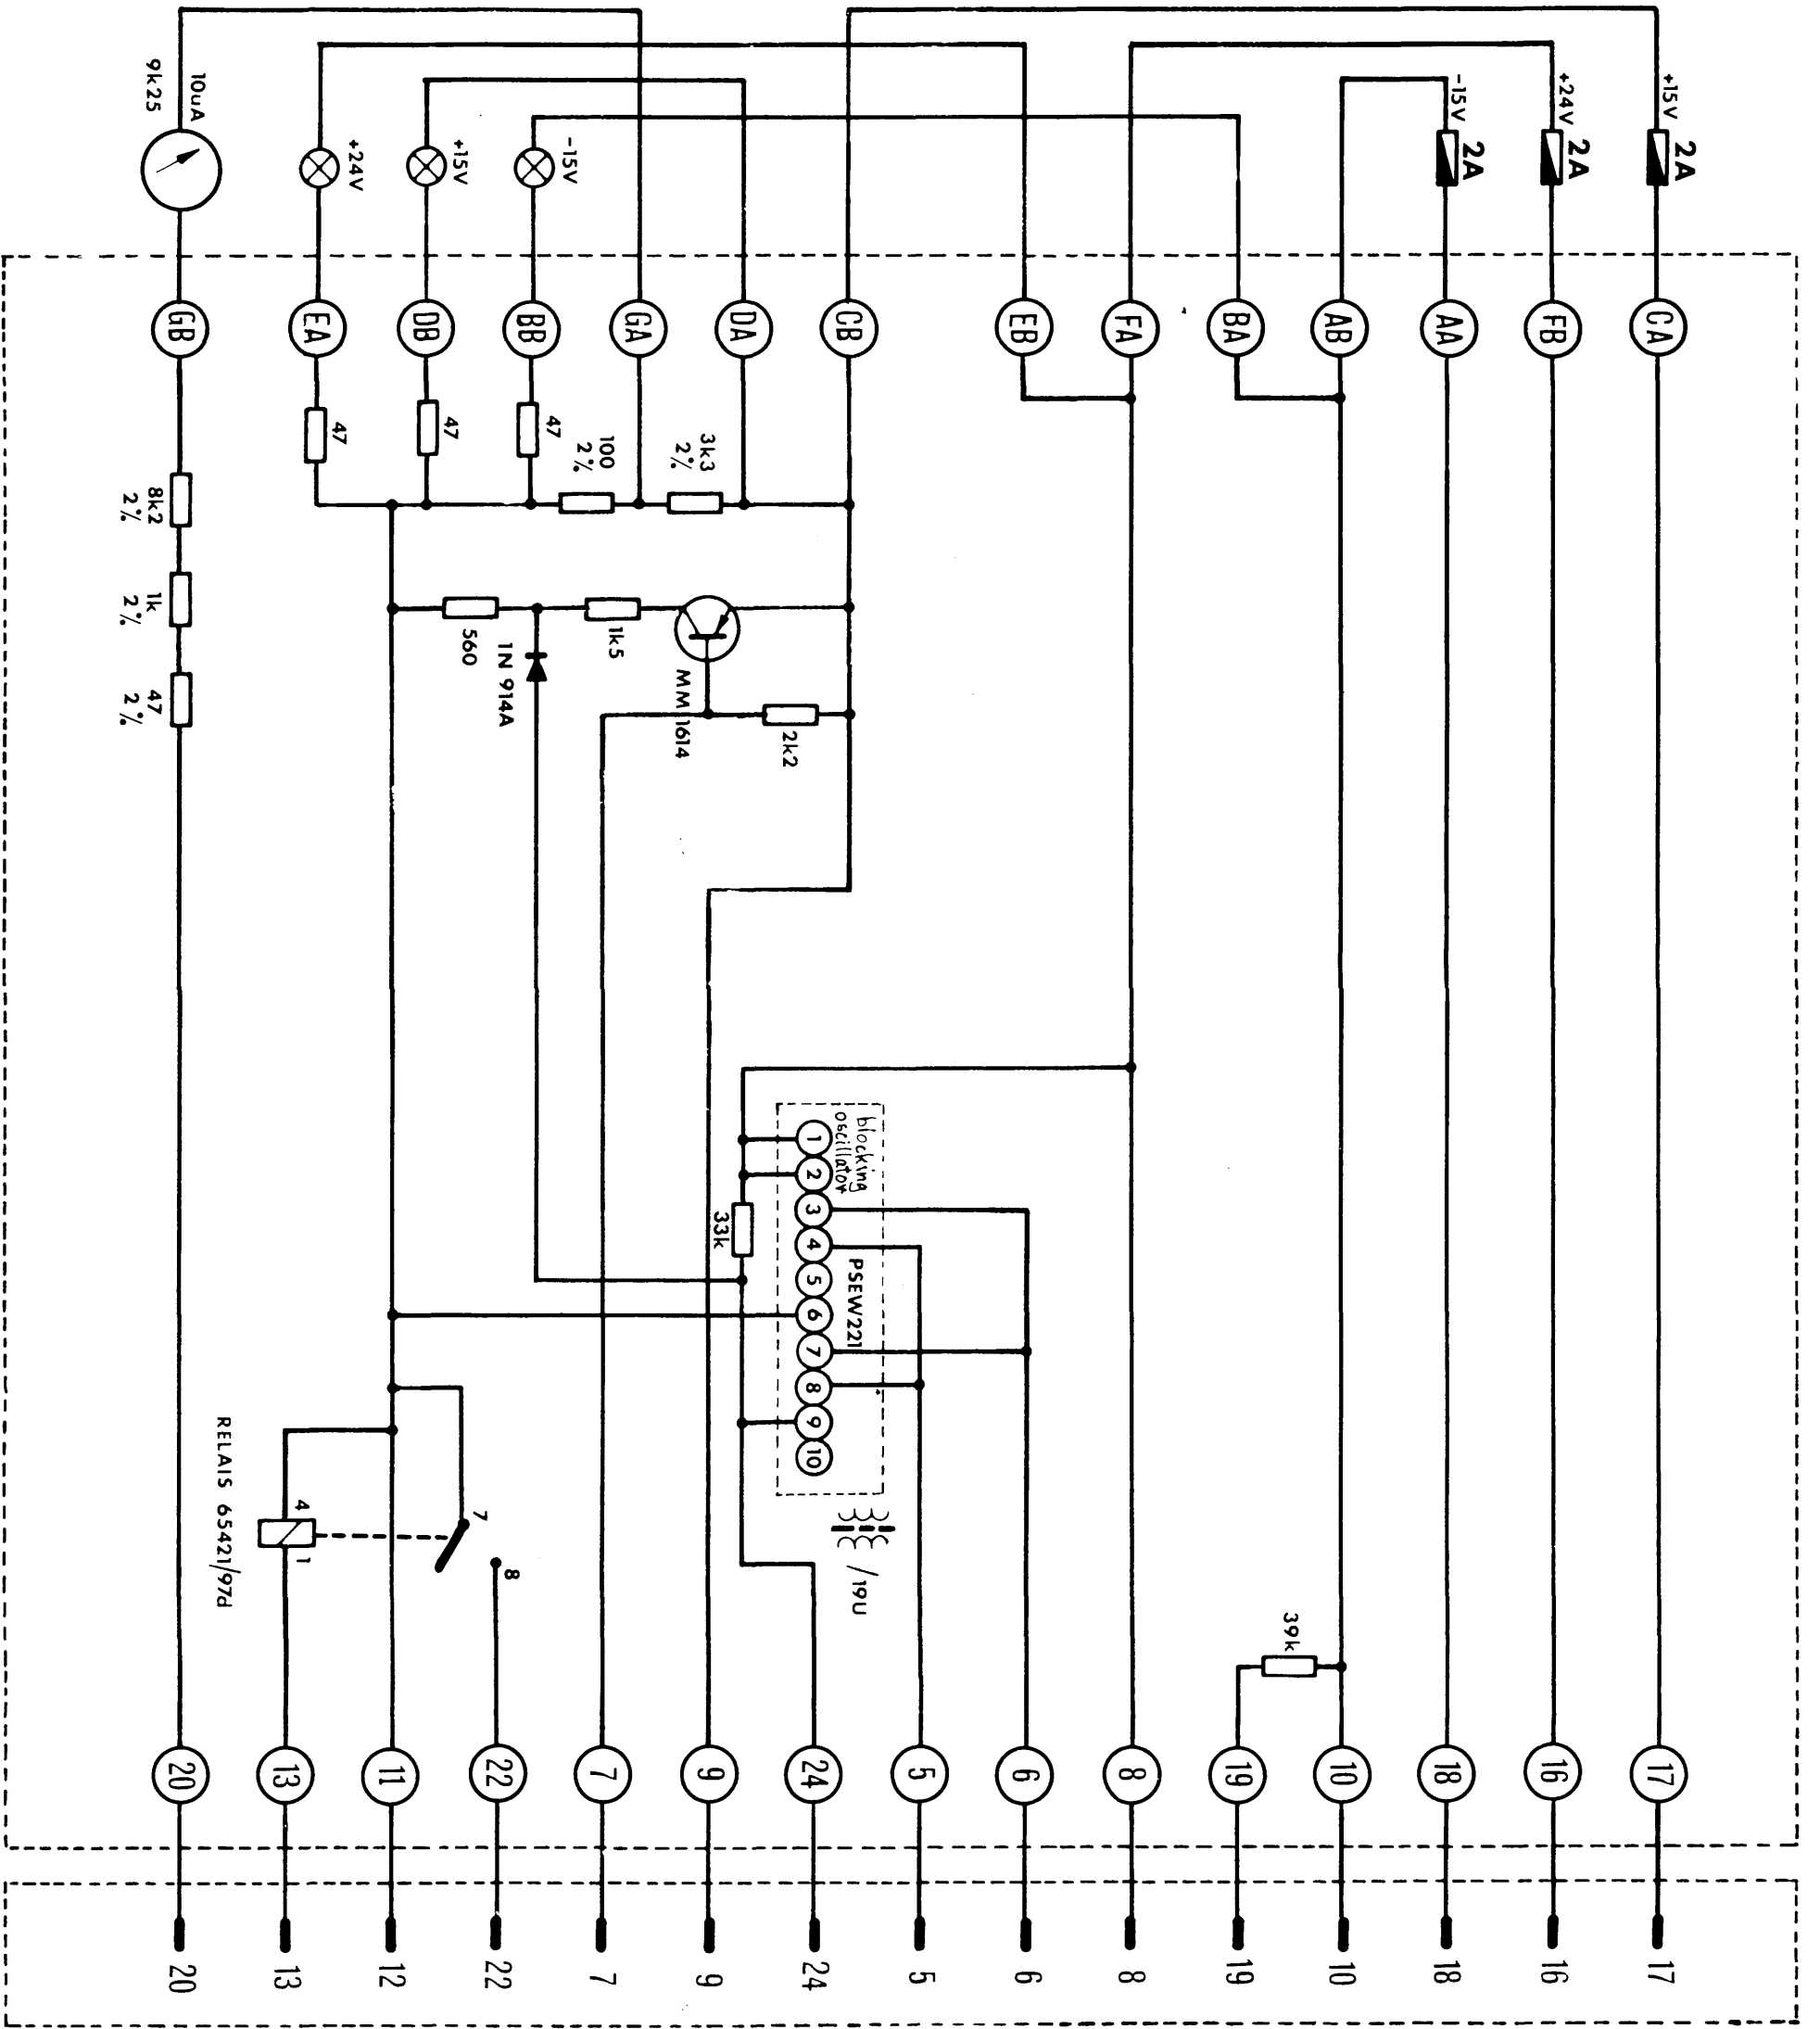 +15V
2A
+24V
2A
-15V
2A
-15V
+15V
+24V
10uA
9k25
CA
FB
AA
AB
BA
FA
EB
CB
DA
GA
BB
DB
EA
GB
47
47
47
100
2%
3k3
2%
8k2
2%
1k
2%
47
2%
560
1k5
1N 914A
MM 1614
2k2
blocking
oscillator
1
2
3
4
5
6
7
8
9
10
PSEW221
33k
/19U
39k
RELAIS 65421/97d
4
1
7
8
17
16
18
10
19
8
6
5
24
9
7
22
11
13
20
17
16
18
10
19
8
6
5
24
9
7
22
12
13
20